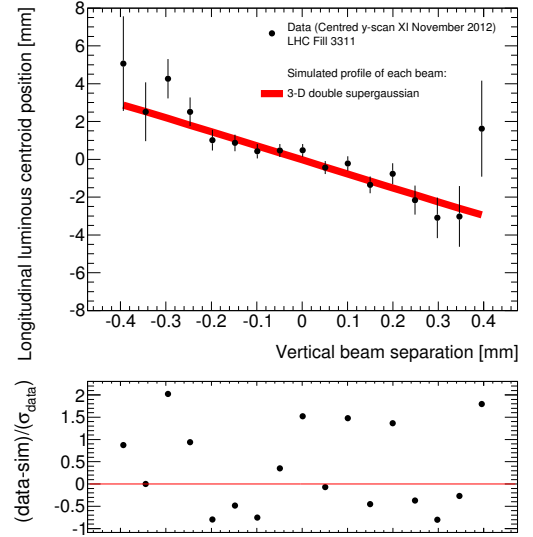 Longitudinal luminous centroid position [mm]
8
6
4
2
0
-2
-4
-6
-8
Data (Centred y-scan XI November 2012)
LHC Fill 3311
Simulated profile of each beam:
3-D double supergaussian
-0.4 -0.3 -0.2 -0.1 0 0.1 0.2 0.3 0.4
Vertical beam separation [mm]
(data-sim)/(σdata)
2
1.5
1
0.5
0
-0.5
-1